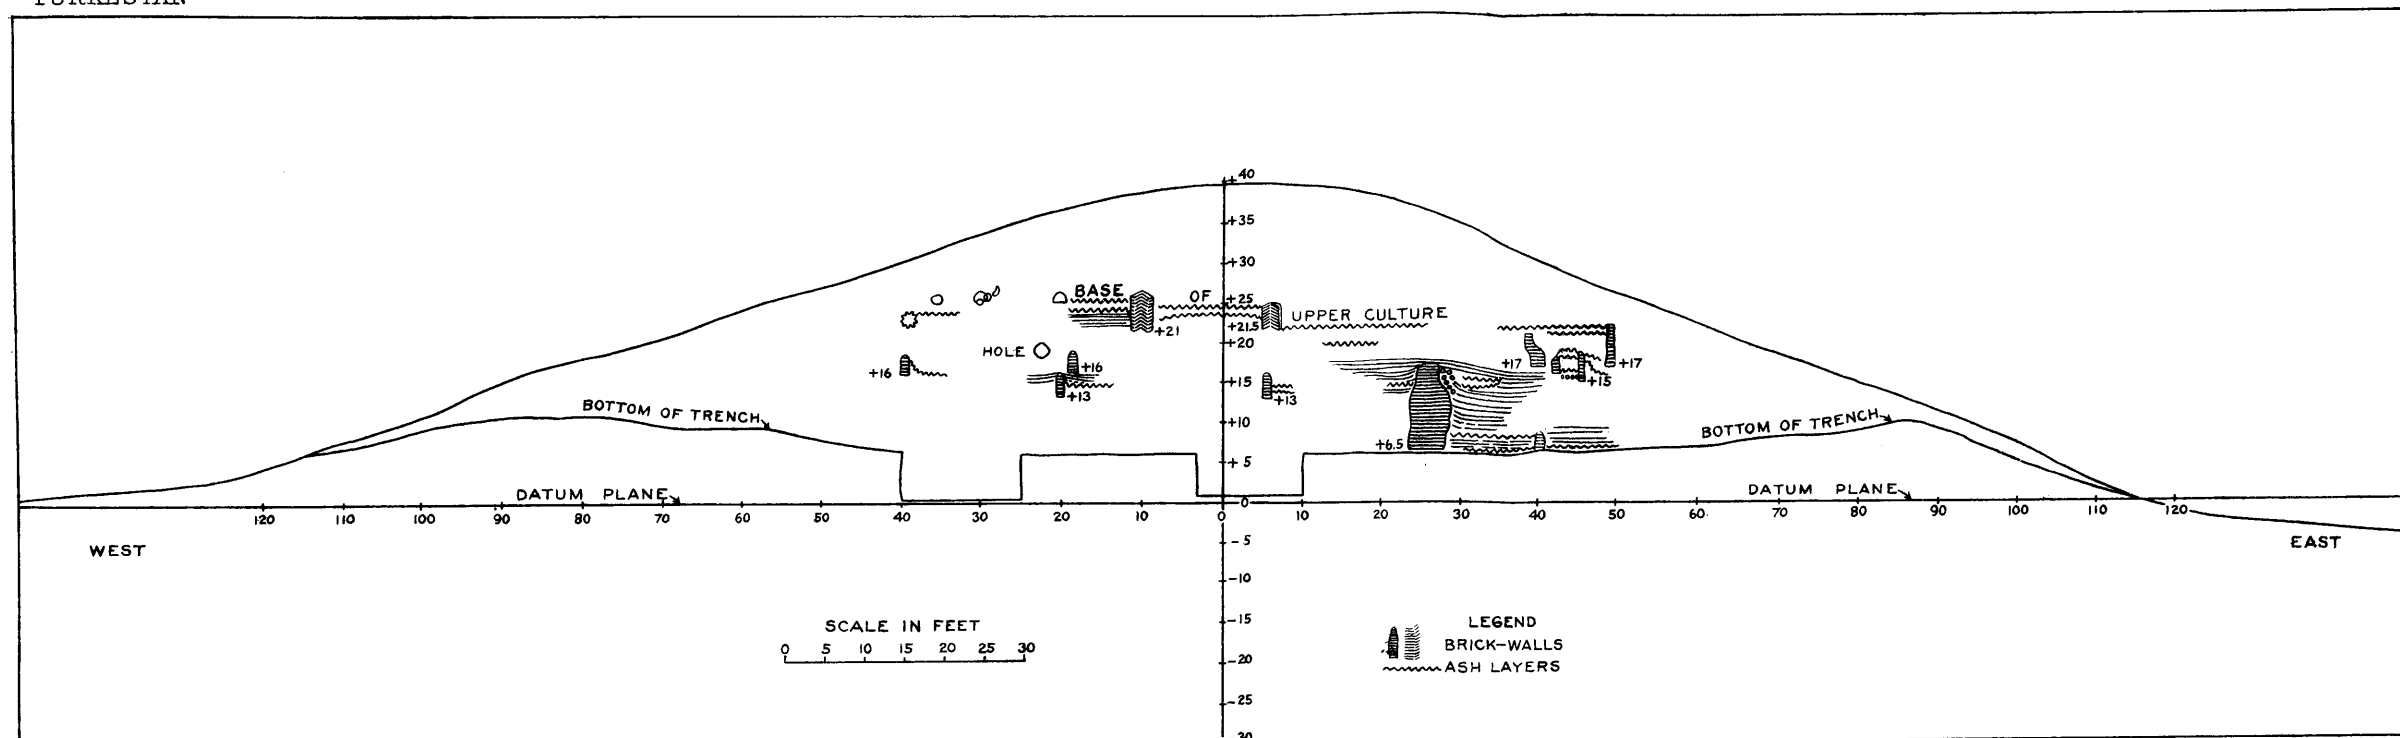 TURKESTAN
+40
+35
+30
BASE OF +25
UPPER CULTURE
+21 +21.5
HOLE +20
+16 +16 +17 +17
+15 +15
+13 +13
BOTTOM OF TRENCH +10 BOTTOM OF TRENCH
+6.5
+5
DATUM PLANE 0 DATUM PLANE
120 110 100 90 80 70 60 50 40 30 20 10 0 10 20 30 40 50 60 70 80 90 100 110 120
WEST -5 EAST
-10
-15
SCALE IN FEET LEGEND
0 5 10 15 20 25 30 BRICK-WALLS
-20 ASH LAYERS
-25
-30